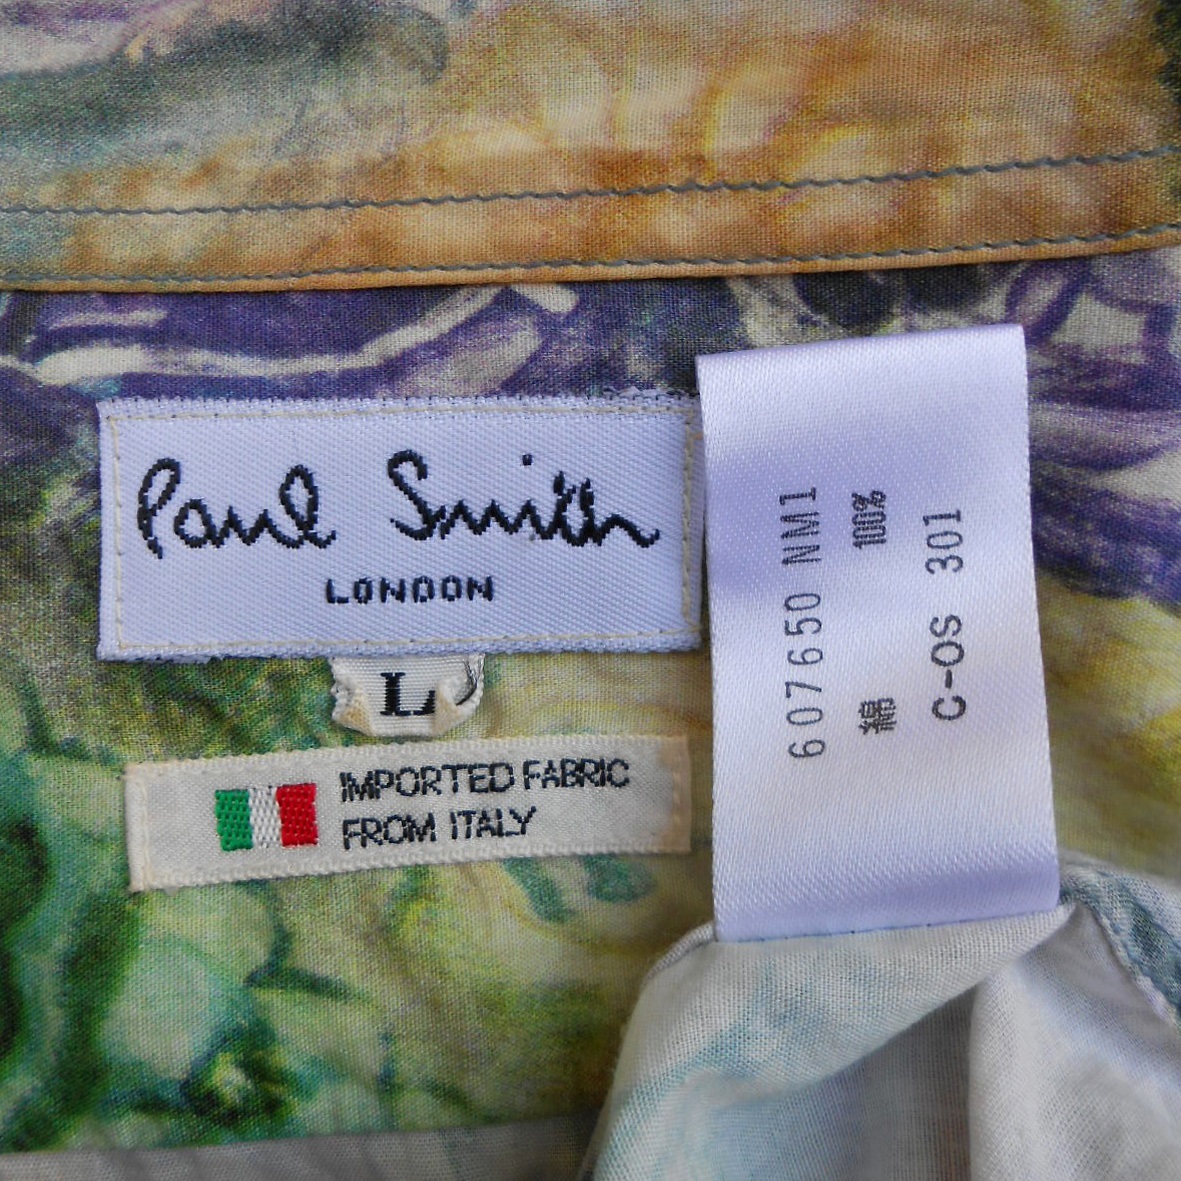 Paul Smith
LONDON
L
IMPORTED FABRIC
FROM ITALY
607650 NM1
綿 100%
C-OS 301